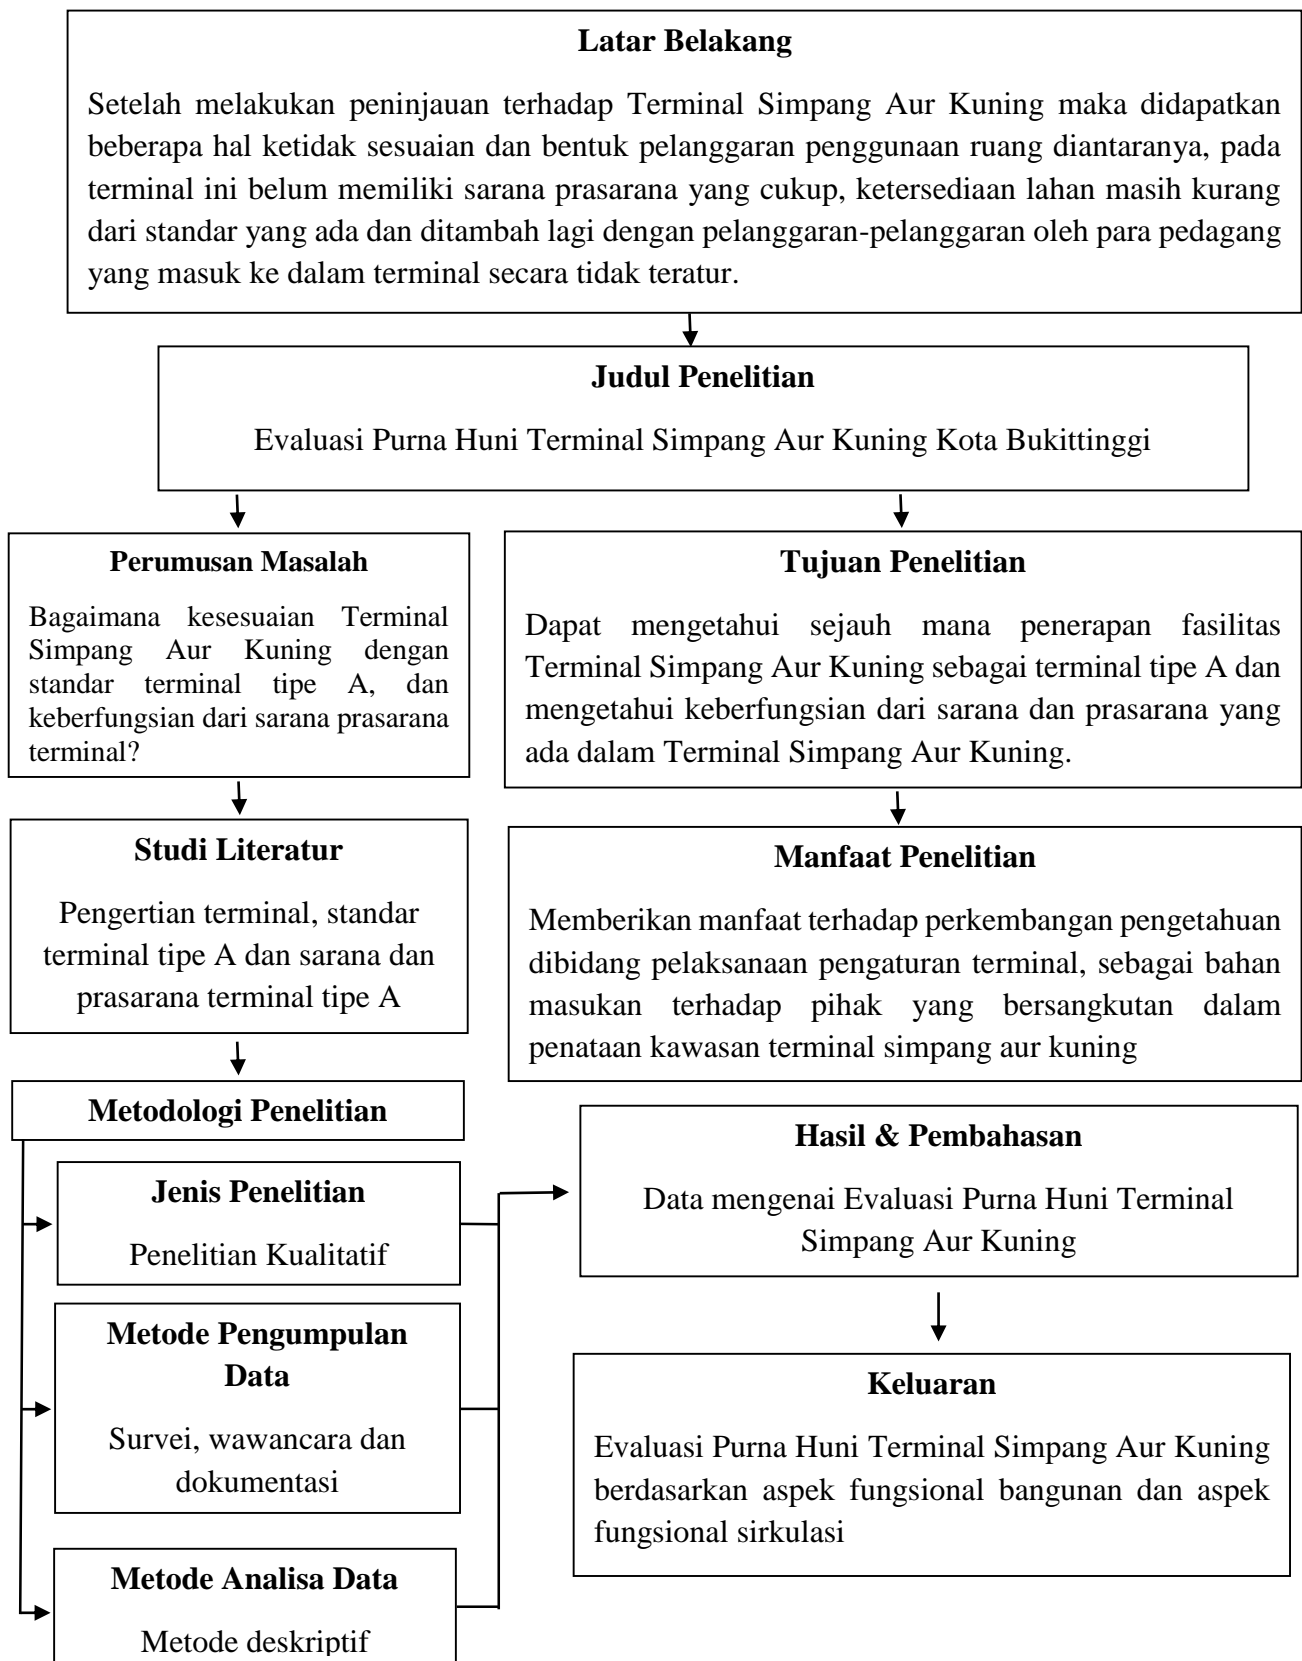 Latar Belakang
Setelah melakukan peninjauan terhadap Terminal Simpang Aur Kuning maka didapatkan
beberapa hal ketidak sesuaian dan bentuk pelanggaran penggunaan ruang diantaranya, pada
terminal ini belum memiliki sarana prasarana yang cukup, ketersediaan lahan masih kurang
dari standar yang ada dan ditambah lagi dengan pelanggaran-pelanggaran oleh para pedagang
yang masuk ke dalam terminal secara tidak teratur.
Judul Penelitian
Evaluasi Purna Huni Terminal Simpang Aur Kuning Kota Bukittinggi
Perumusan Masalah
Bagaimana kesesuaian Terminal
Simpang Aur Kuning dengan
standar terminal tipe A, dan
keberfungsian dari sarana prasarana
terminal?
Tujuan Penelitian
Dapat mengetahui sejauh mana penerapan fasilitas
Terminal Simpang Aur Kuning sebagai terminal tipe A dan
mengetahui keberfungsian dari sarana dan prasarana yang
ada dalam Terminal Simpang Aur Kuning.
Studi Literatur
Pengertian terminal, standar
terminal tipe A dan sarana dan
prasarana terminal tipe A
Manfaat Penelitian
Memberikan manfaat terhadap perkembangan pengetahuan
dibidang pelaksanaan pengaturan terminal, sebagai bahan
masukan terhadap pihak yang bersangkutan dalam
penataan kawasan terminal simpang aur kuning
Metodologi Penelitian
Jenis Penelitian
Penelitian Kualitatif
Metode Pengumpulan
Data
Survei, wawancara dan
dokumentasi
Metode Analisa Data
Metode deskriptif
Hasil & Pembahasan
Data mengenai Evaluasi Purna Huni Terminal
Simpang Aur Kuning
Keluaran
Evaluasi Purna Huni Terminal Simpang Aur Kuning
berdasarkan aspek fungsional bangunan dan aspek
fungsional sirkulasi